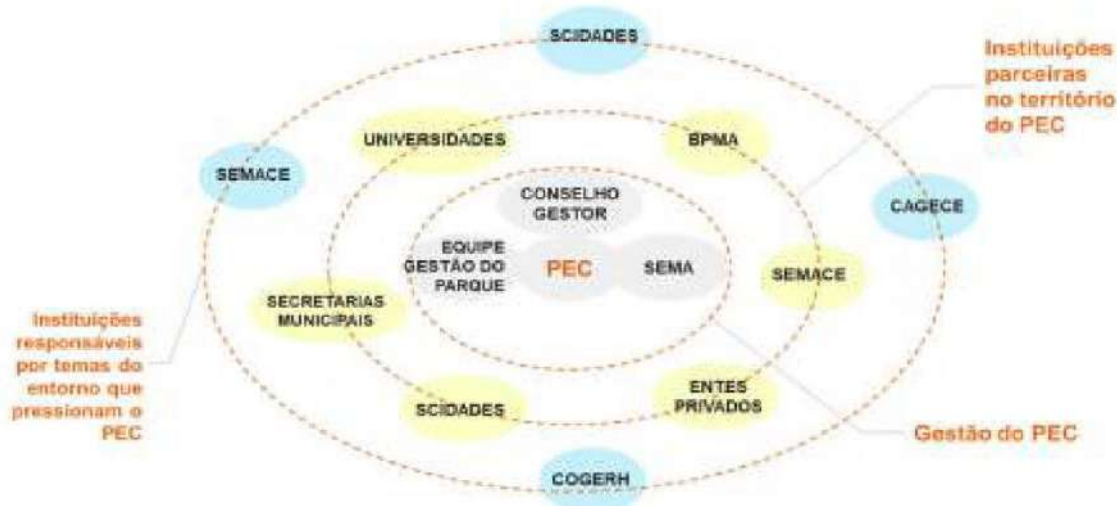 SCIDADES
Instituições
parceiras
no território
do PEC
UNIVERSIDADES
BPMA
SEMACE
CONSELHO
GESTOR
CAGECE
EQUIPE
GESTÃO DO
PARQUE
PEC
SEMA
SEMACE
SECRETARIAS
MUNICIPAIS
Instituições
responsáveis
por temas do
entorno que
pressionam o
PEC
SCIDADES
ENTES
PRIVADOS
Gestão do PEC
COGERH